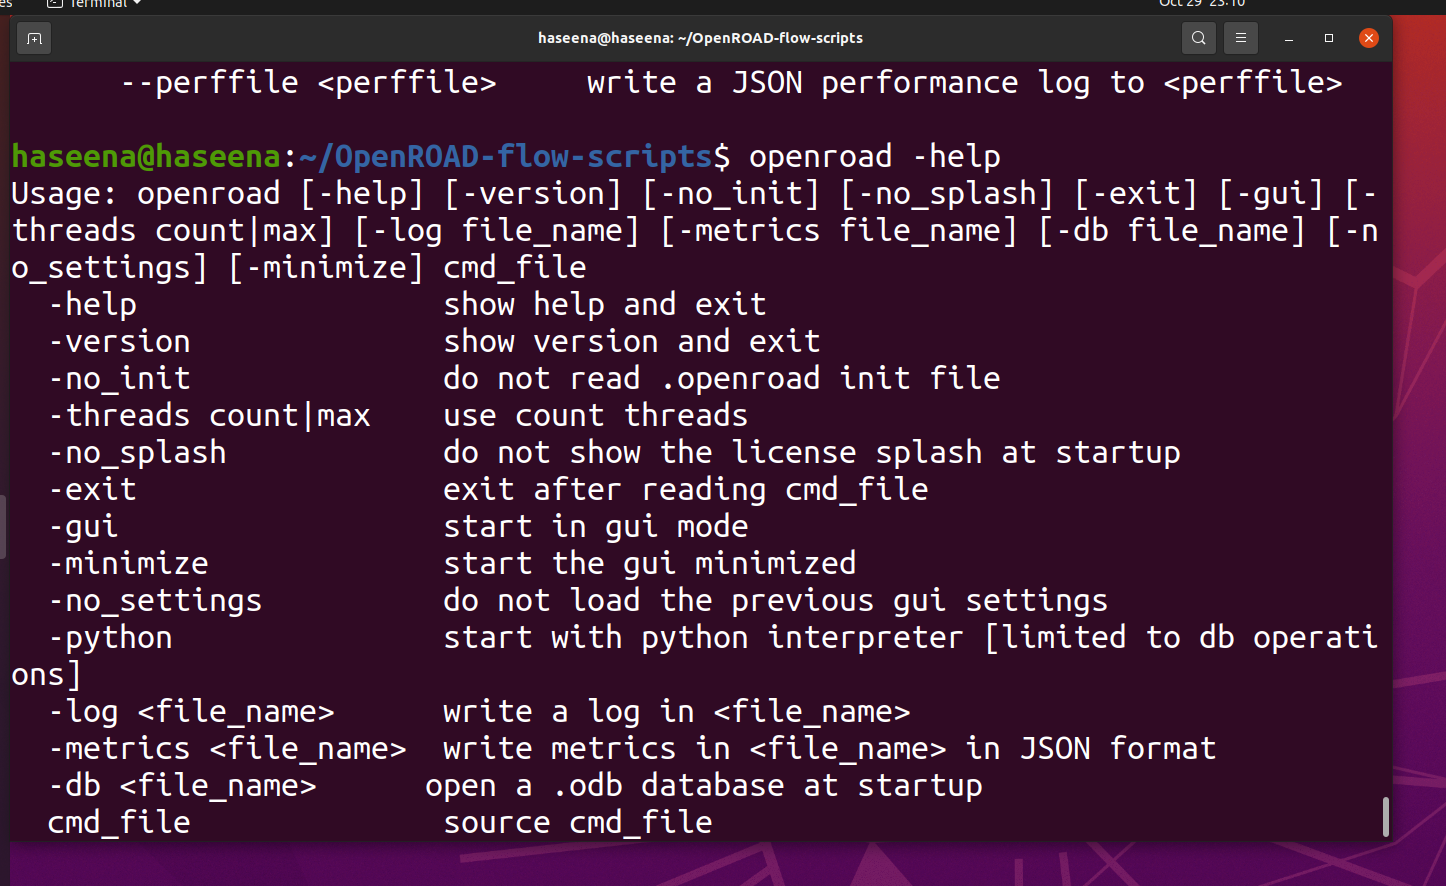 es Terminal Oct 29 23:10
haseena@haseena: ~/OpenROAD-flow-scripts
--perffile <perffile>     write a JSON performance log to <perffile>
haseena@haseena:~/OpenROAD-flow-scripts$ openroad -help
Usage: openroad [-help] [-version] [-no_init] [-no_splash] [-exit] [-gui] [-
threads count|max] [-log file_name] [-metrics file_name] [-db file_name] [-n
o_settings] [-minimize] cmd_file
  -help                 show help and exit
  -version              show version and exit
  -no_init              do not read .openroad init file
  -threads count|max    use count threads
  -no_splash            do not show the license splash at startup
  -exit                 exit after reading cmd_file
  -gui                  start in gui mode
  -minimize             start the gui minimized
  -no_settings          do not load the previous gui settings
  -python               start with python interpreter [limited to db operati
ons]
  -log <file_name>      write a log in <file_name>
  -metrics <file_name>  write metrics in <file_name> in JSON format
  -db <file_name>      open a .odb database at startup
  cmd_file              source cmd_file